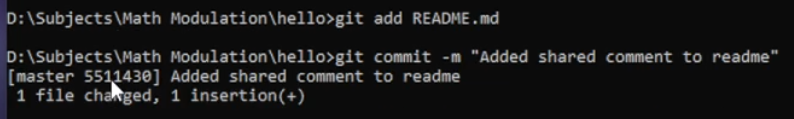 D:\Subjects\Math Modulation\hello>git add README.md
D:\Subjects\Math Modulation\hello>git commit -m "Added shared comment to readme"
[master 5511430] Added shared comment to readme
1 file changed, 1 insertion(+)